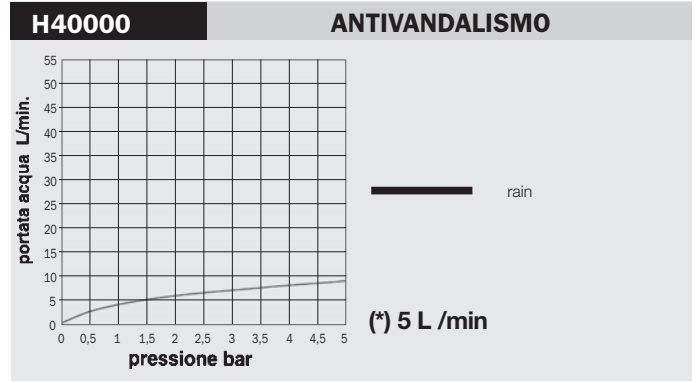 H40000
ANTIVANDALISMO
portata acqua L/min.
55
50
45
40
35
30
25
20
15
10
5
0
0 0,5 1 1,5 2 2,5 3 3,5 4 4,5 5
pressione bar
rain
(*) 5 L /min